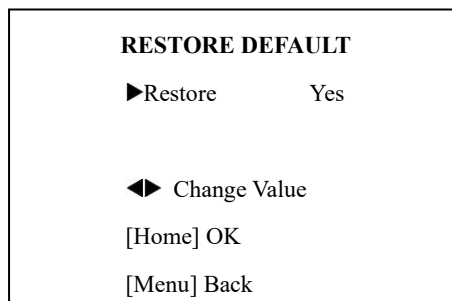 RESTORE DEFAULT
▶Restore Yes
◀▶ Change Value
[Home] OK
[Menu] Back